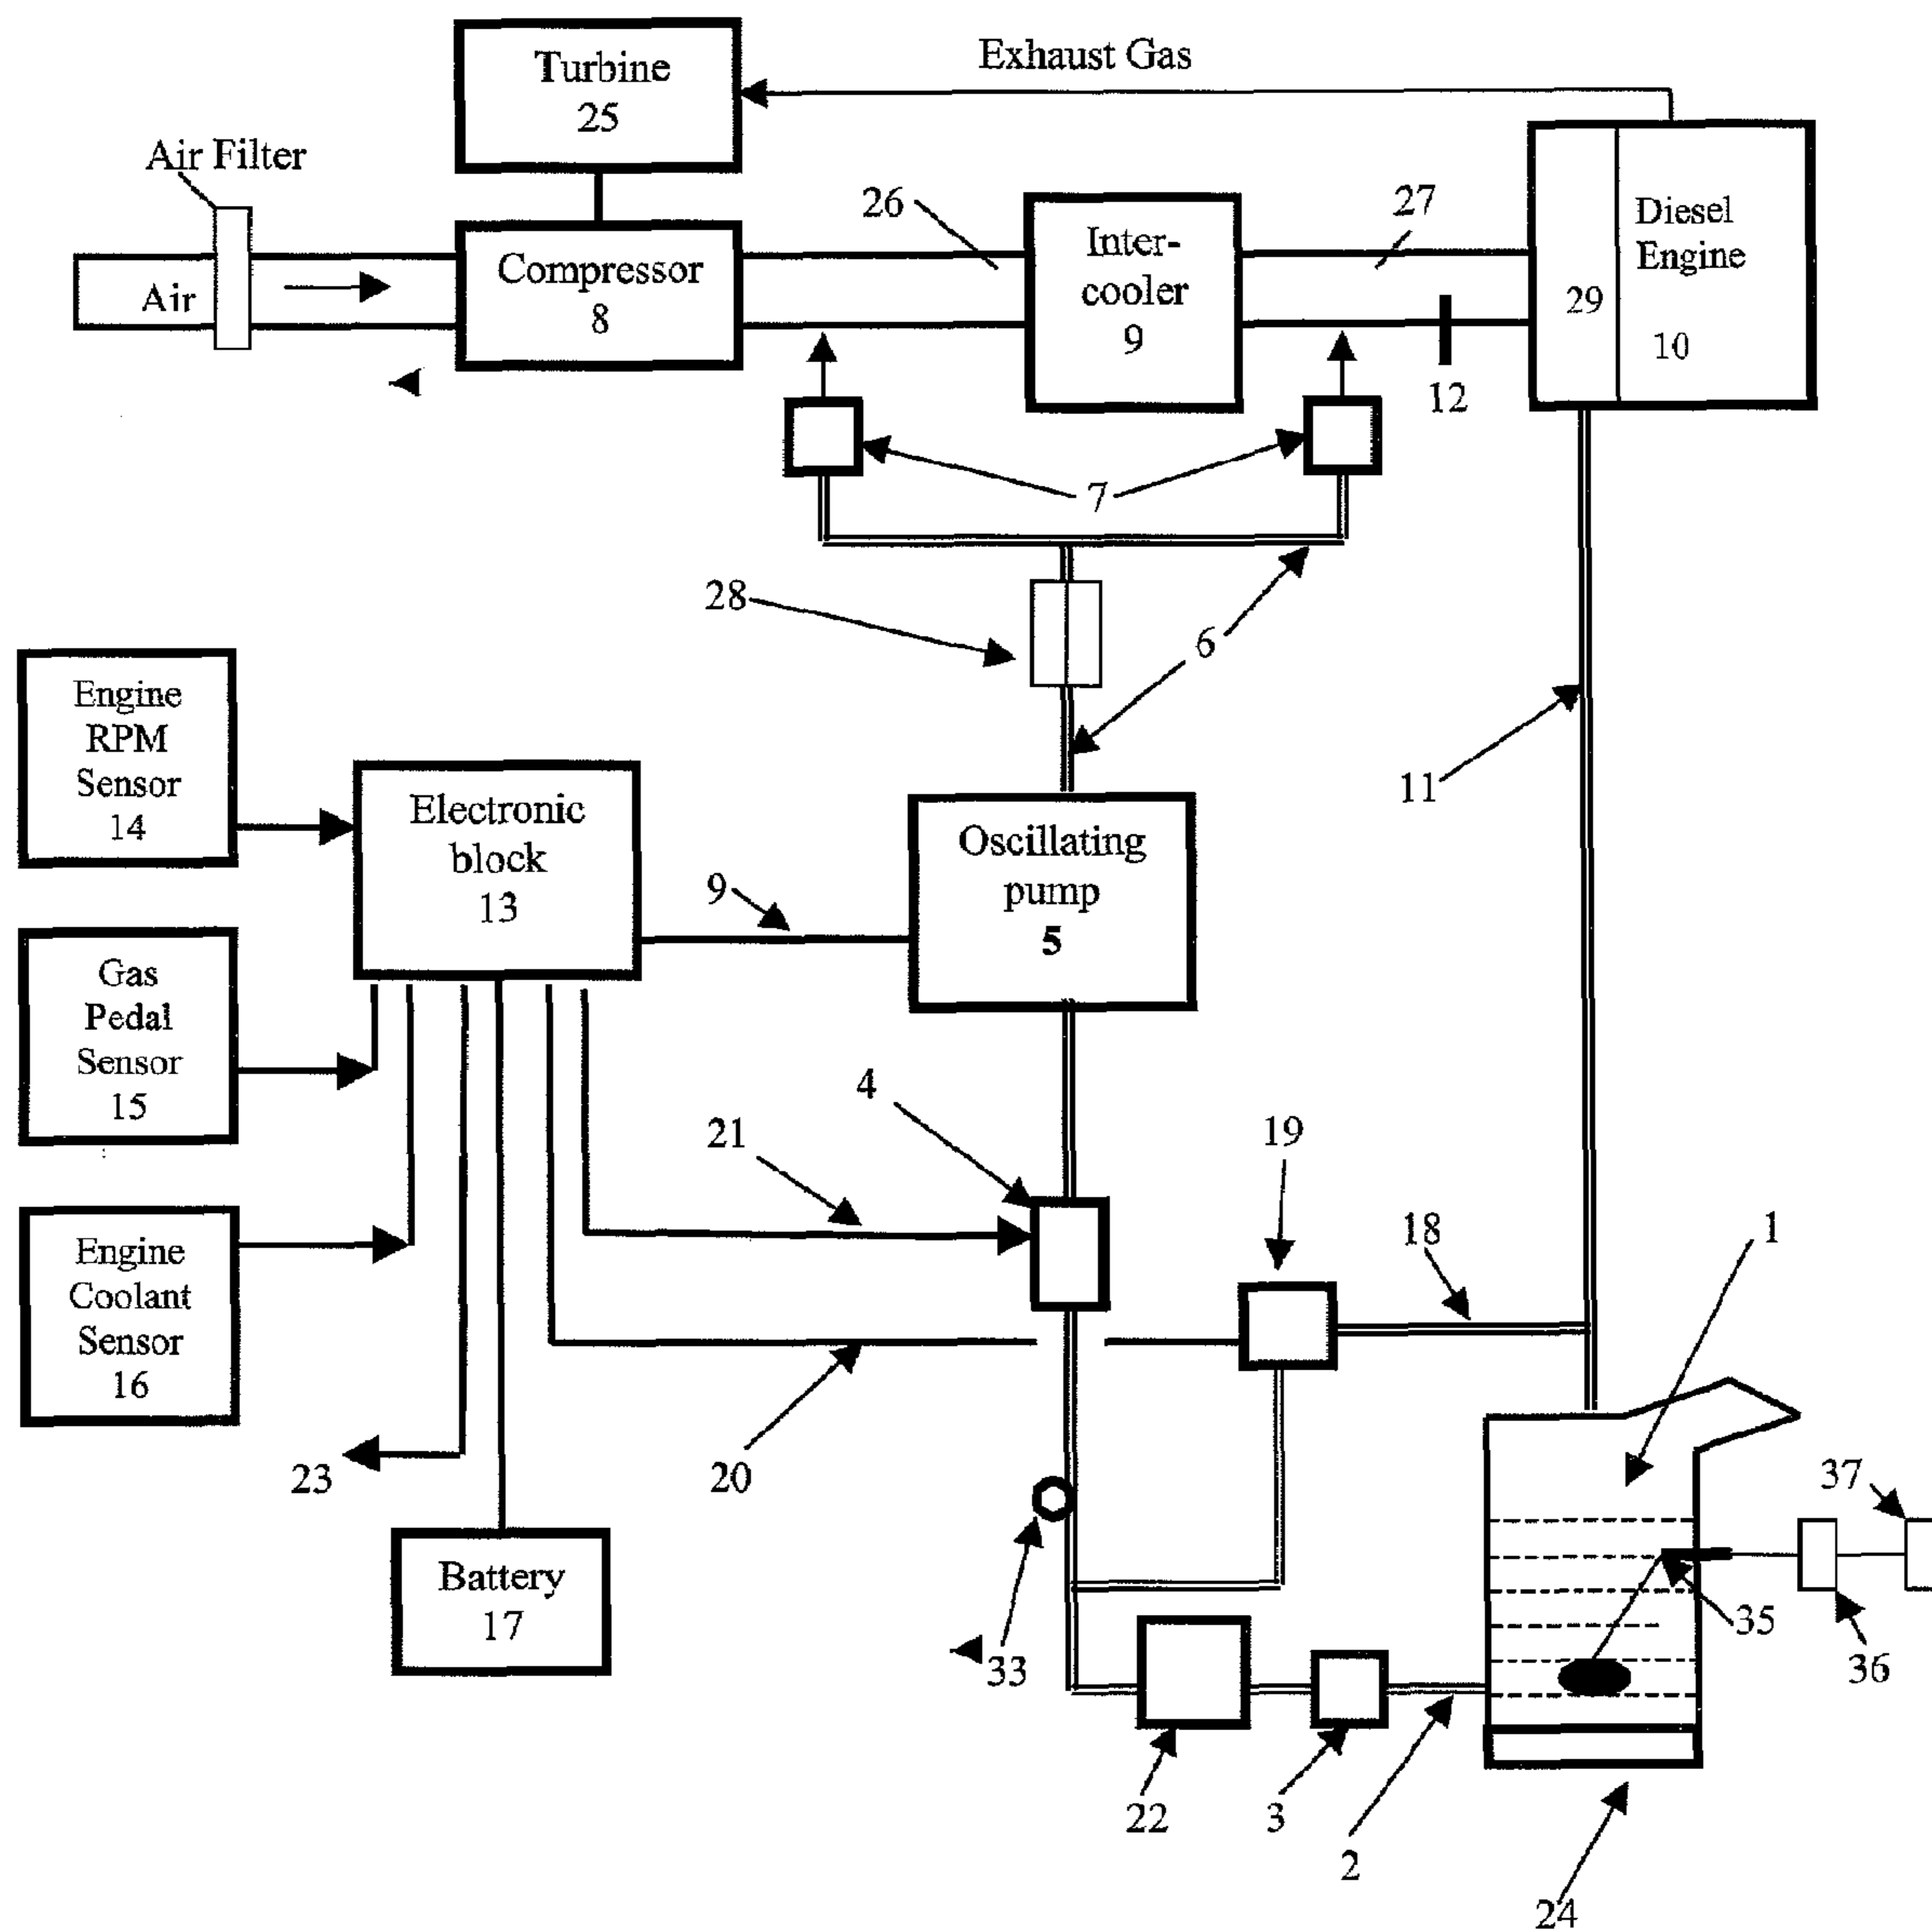 Exhaust Gas
Turbine
25
Air Filter
26
27
Diesel
Engine
10
29
Inter-
cooler
9
Compressor
8
Air
12
7
28
6
11
Engine
RPM
Sensor
14
Electronic
block
13
Oscillating
pump
5
9
Gas
Pedal
Sensor
15
4
21
19
18
1
Engine
Coolant
Sensor
16
23
20
37
Battery
17
33
35
36
22
3
2
24